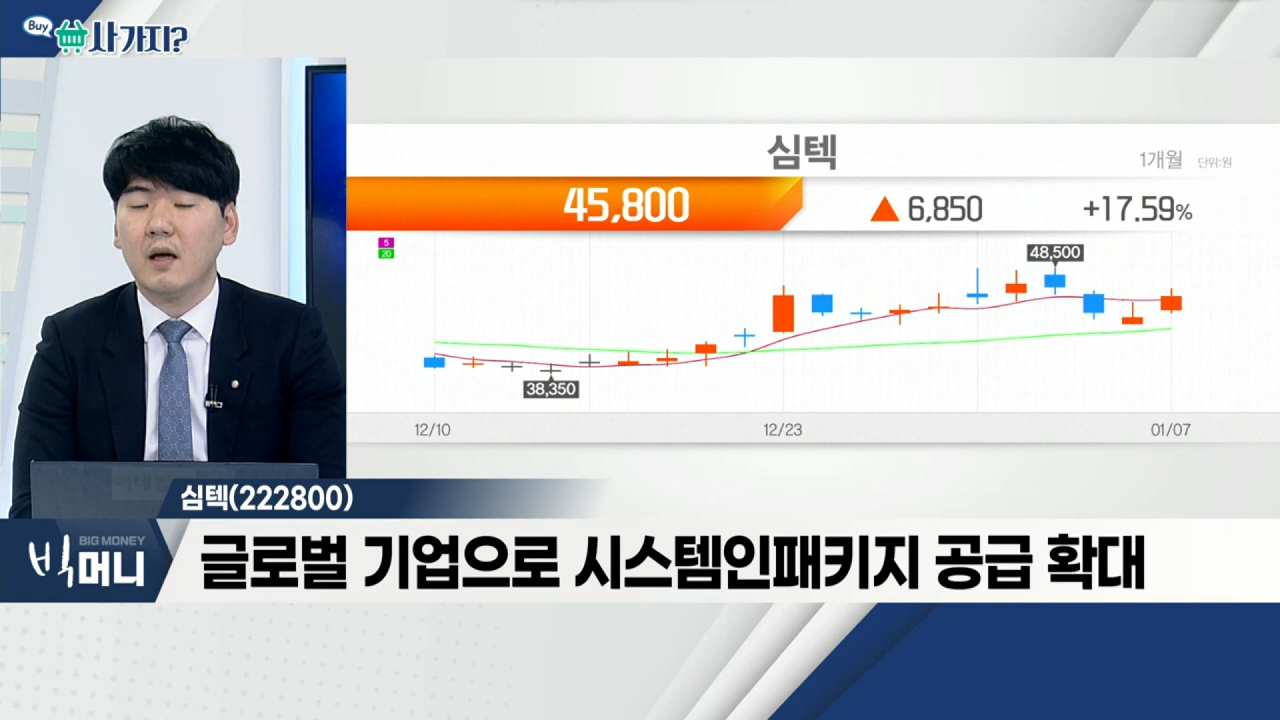 Buy
사가지?
심텍
1개월 단위:원
45,800 ▲ 6,850 +17.59%
5
20
48,500
38,350
12/10 12/23 01/07
심텍(222800)
BIG MONEY
빅머니
글로벌 기업으로 시스템인패키지 공급 확대